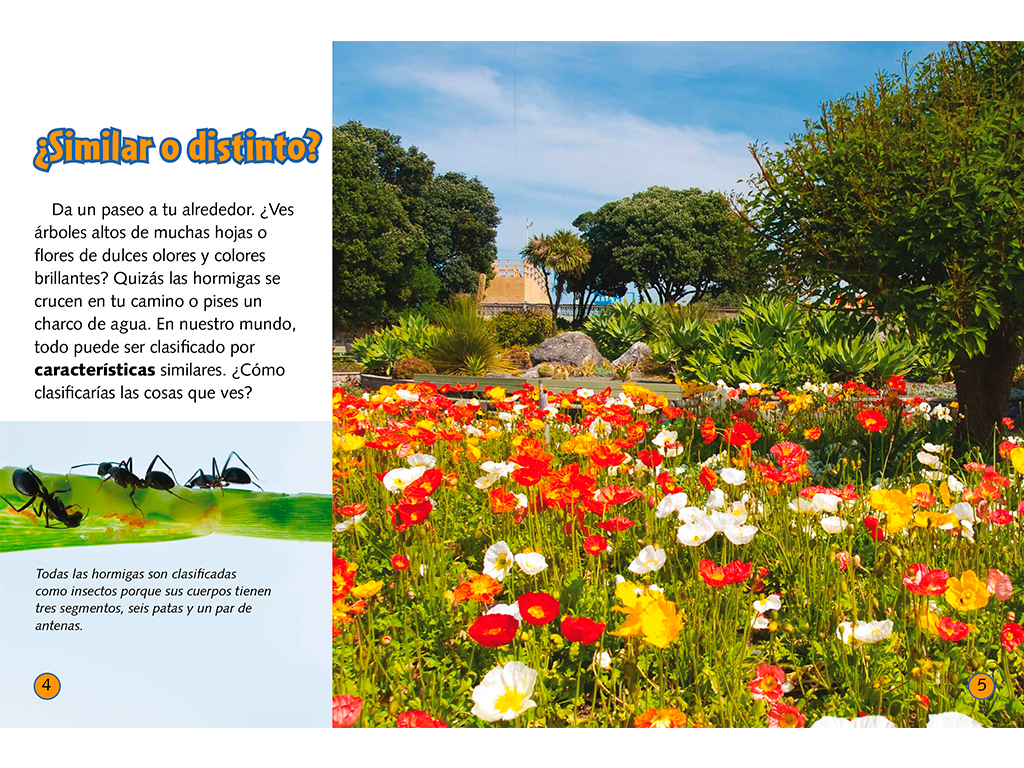 ¿Similar o distinto?
Da un paseo a tu alrededor. ¿Ves
árboles altos de muchas hojas o
flores de dulces olores y colores
brillantes? Quizás las hormigas se
crucen en tu camino o pises un
charco de agua. En nuestro mundo,
todo puede ser clasificado por
características similares. ¿Cómo
clasificarías las cosas que ves?
Todas las hormigas son clasificadas
como insectos porque sus cuerpos tienen
tres segmentos, seis patas y un par de
antenas.
4
5